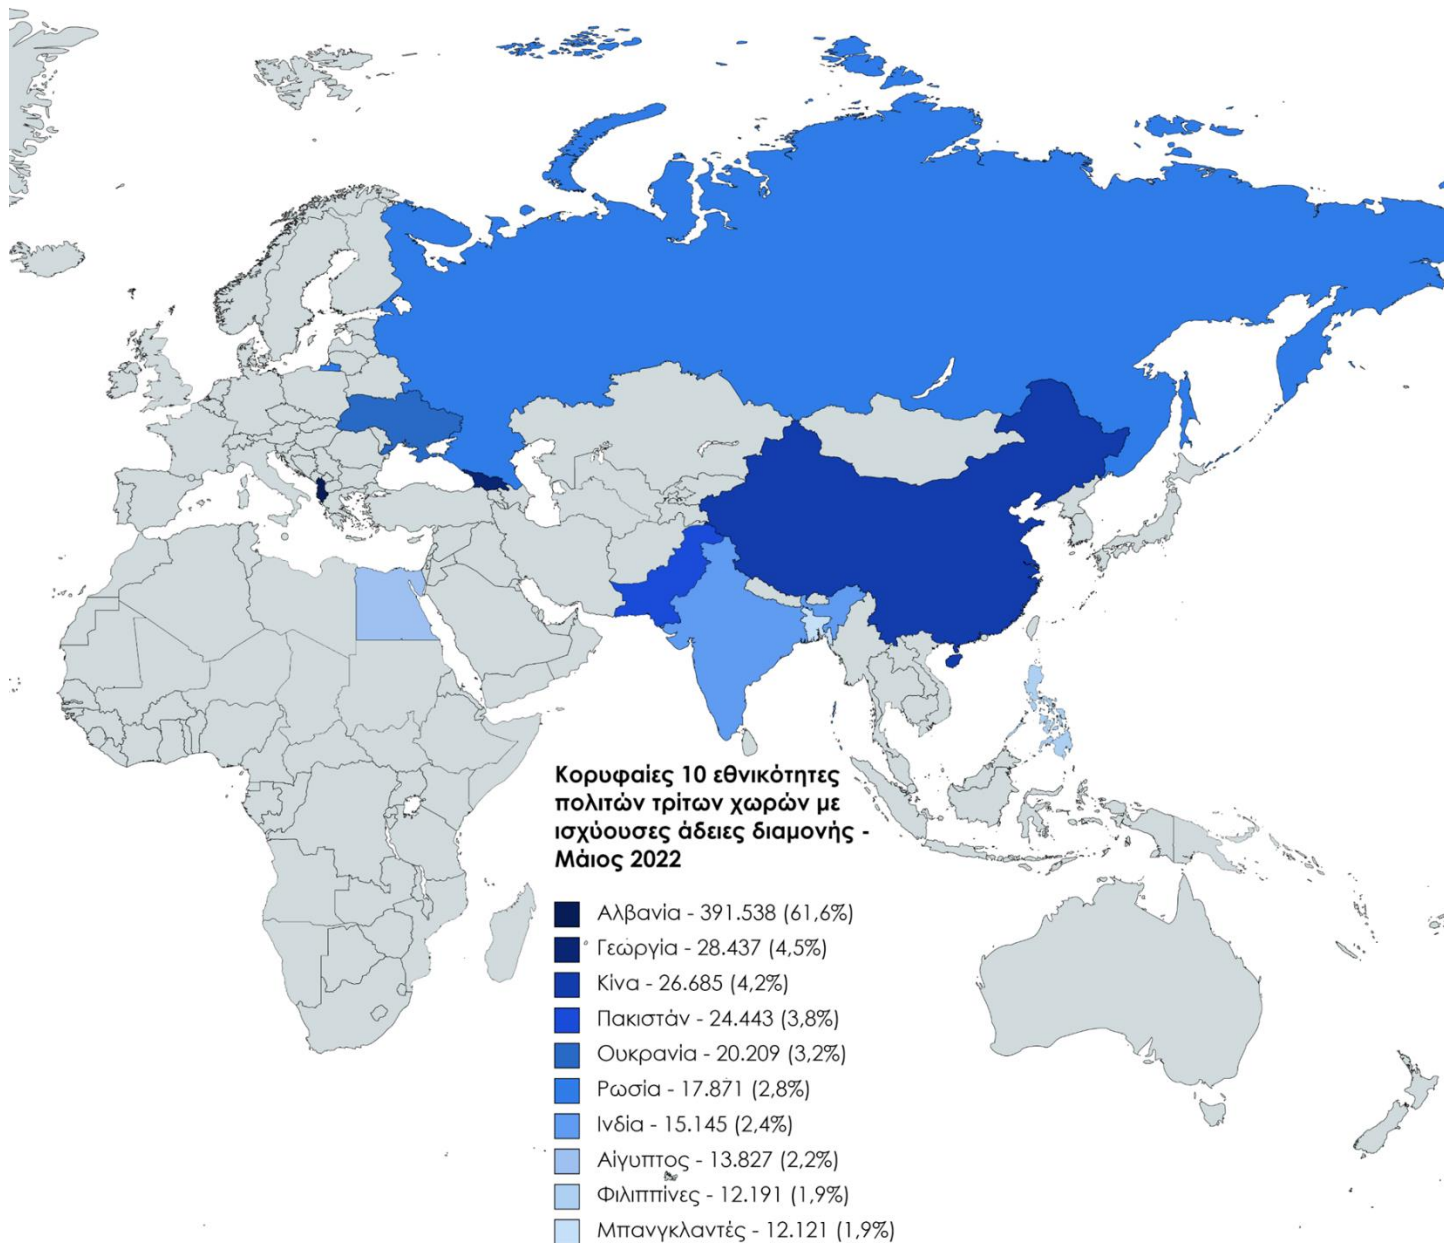 Κορυφαίες 10 εθνικότητες
πολιτών τρίτων χωρών με
ισχύουσες άδειες διαμονής -
Μάιος 2022
Αλβανία - 391.538 (61,6%)
Γεωργία - 28.437 (4,5%)
Κίνα - 26.685 (4,2%)
Πακιστάν - 24.443 (3,8%)
Ουκρανία - 20.209 (3,2%)
Ρωσία - 17.871 (2,8%)
Ινδία - 15.145 (2,4%)
Αίγυπτος - 13.827 (2,2%)
Φιλιππίνες - 12.191 (1,9%)
Μπανγκλαντές - 12.121 (1,9%)